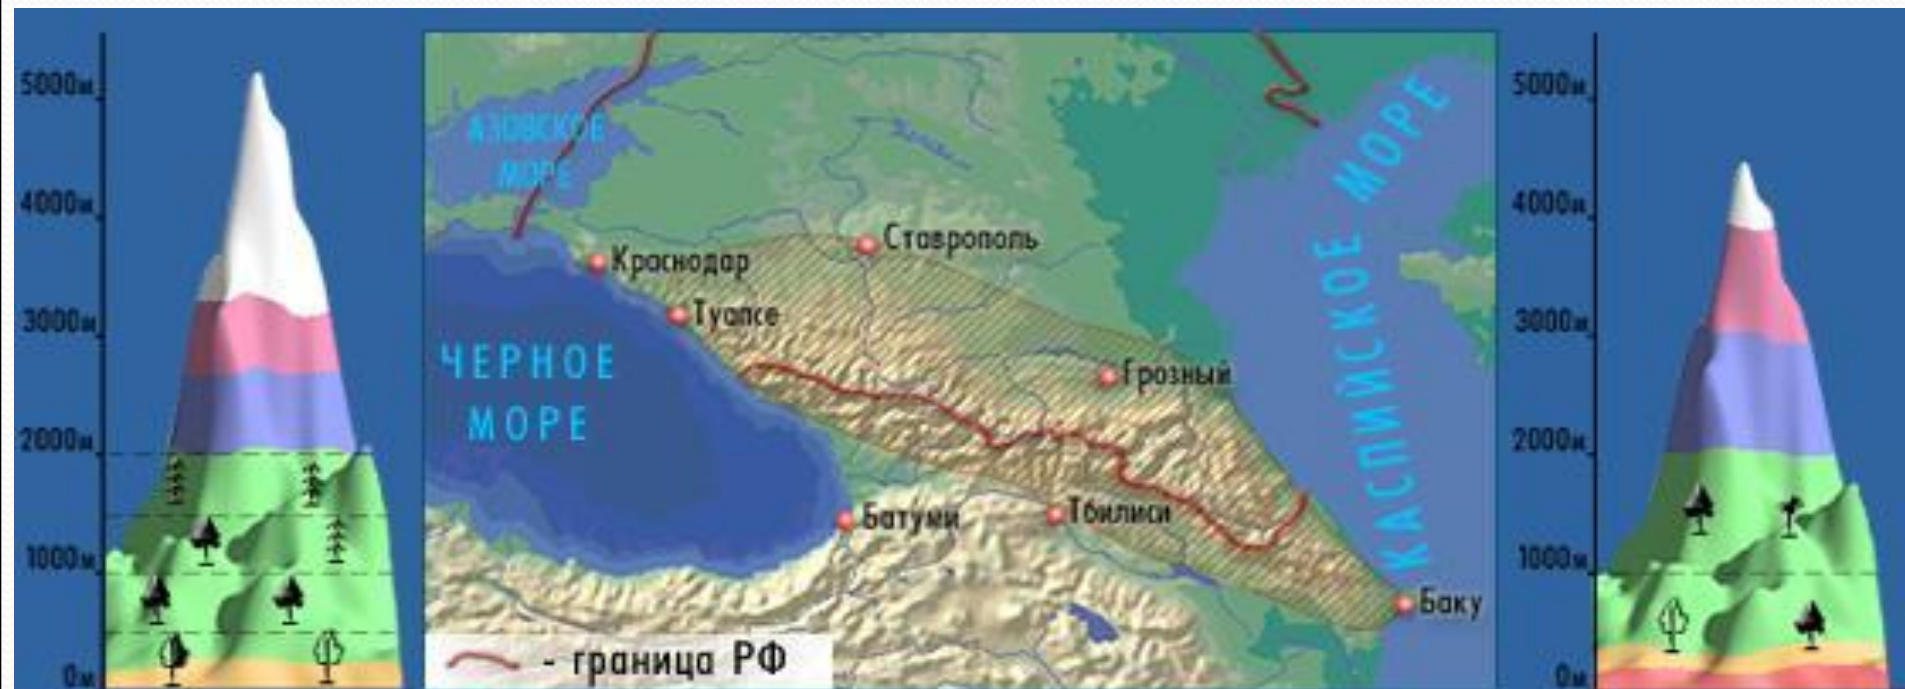 5000м
4000м
3000м
2000м
1000м
0м
АЗОВСКОЕ
МОРЕ
Краснодар
Ставрополь
Туапсе
ЧЕРНОЕ
МОРЕ
Грозный
КАСПИЙСКОЕ МОРЕ
Батуми
Тбилиси
Баку
- граница РФ
5000м
4000м
3000м
2000м
1000м
0м